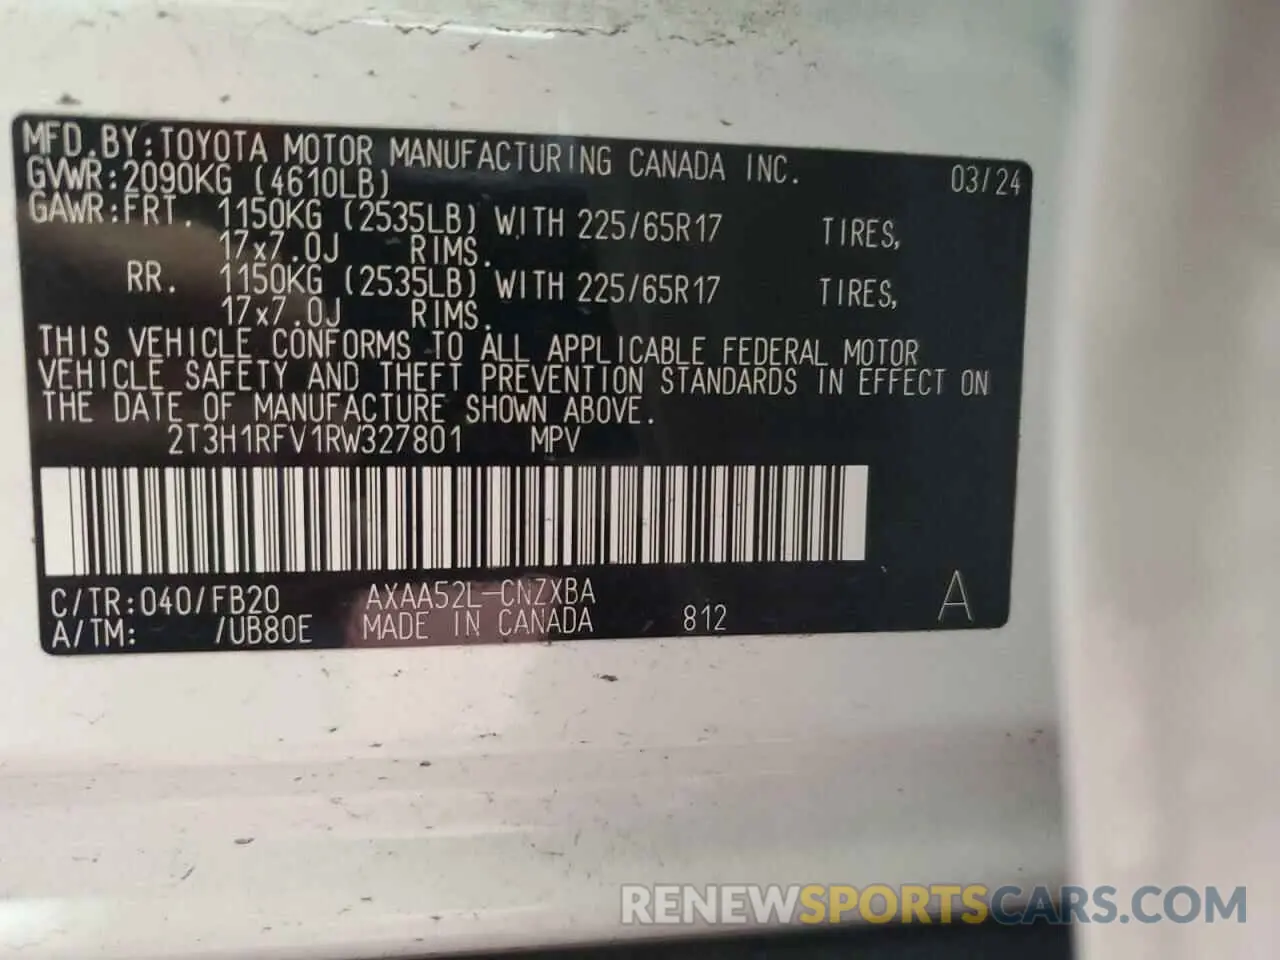 MFD.BY:TOYOTA MOTOR MANUFACTURING CANADA INC. 03/24
GVWR:2090KG (4610LB)
GAWR:FRT. 1150KG (2535LB) WITH 225/65R17 TIRES,
17x7.0J RIMS.
RR. 1150KG (2535LB) WITH 225/65R17 TIRES,
17x7.0J RIMS.
THIS VEHICLE CONFORMS TO ALL APPLICABLE FEDERAL MOTOR
VEHICLE SAFETY AND THEFT PREVENTION STANDARDS IN EFFECT ON
THE DATE OF MANUFACTURE SHOWN ABOVE.
2T3H1RFV1RW327801 MPV
C/TR:040/FB20 AXAA52L-CNZXBA
A/TM: /UB80E MADE IN CANADA 812 A
RENEWSPORTSCARS.COM